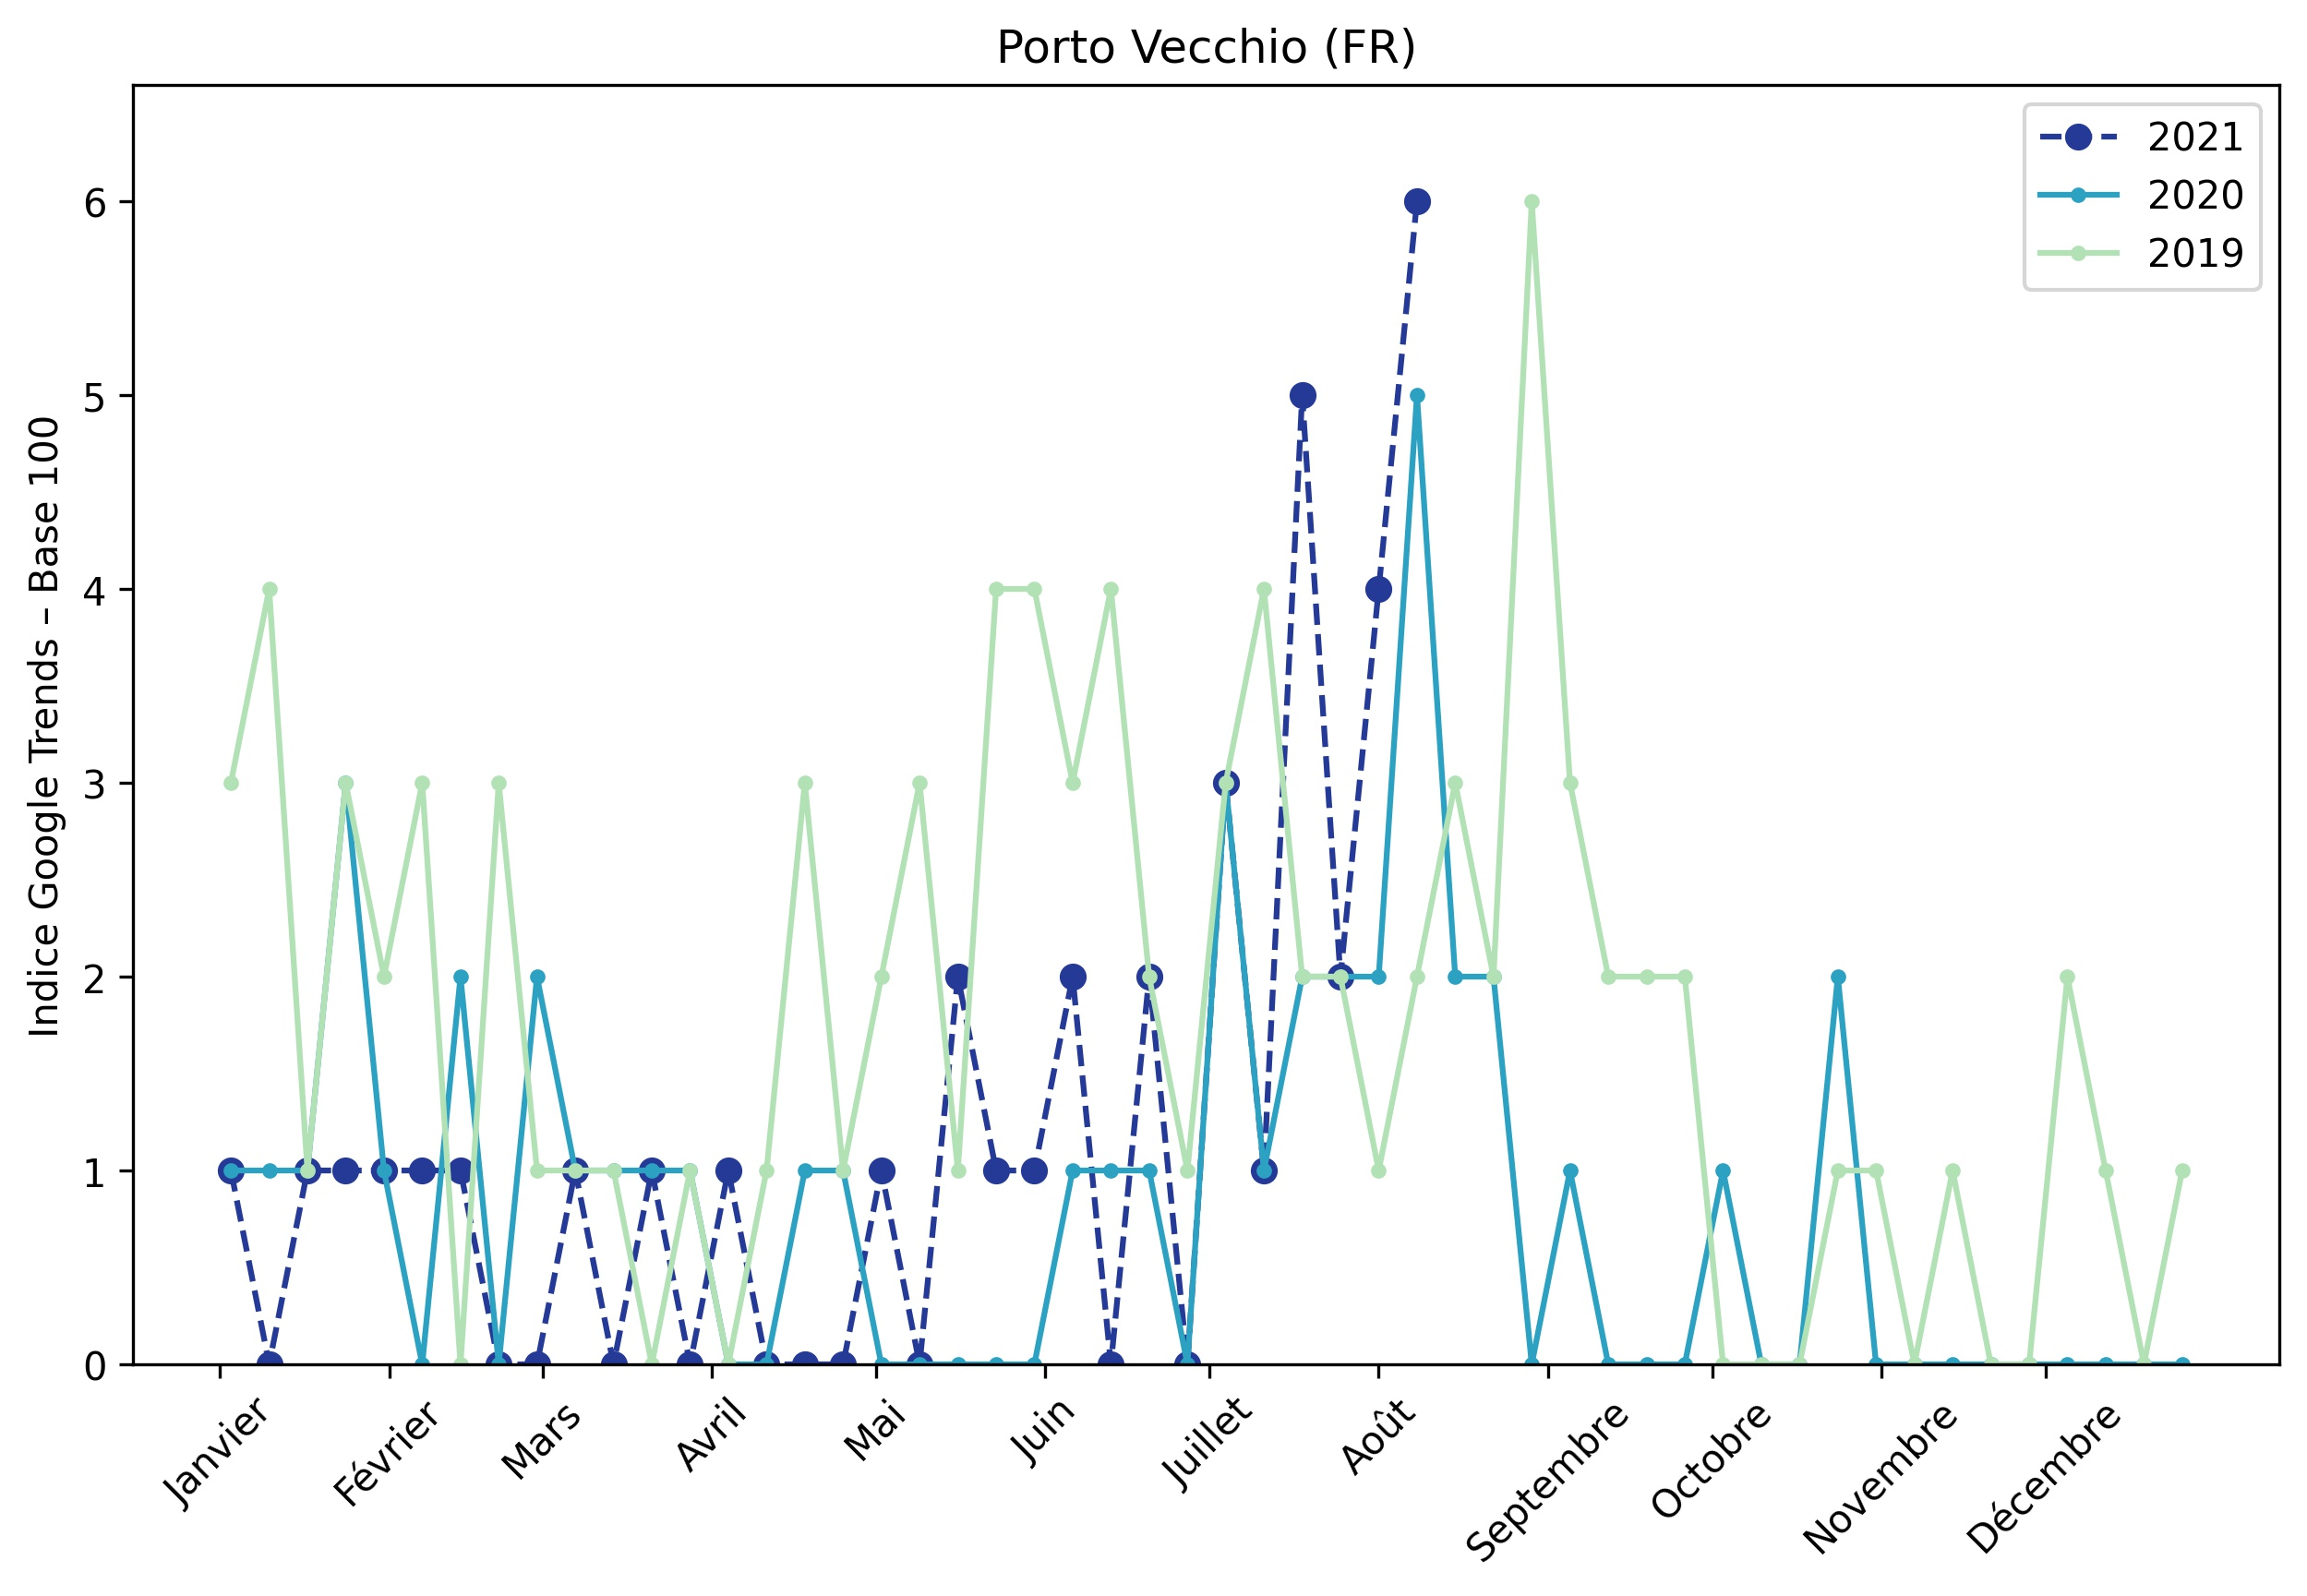 Porto Vecchio (FR)
2021
2020
2019
Indice Google Trends – Base 100
6
5
4
3
2
1
0
Janvier
Février
Mars
Avril
Mai
Juin
Juillet
Août
Septembre
Octobre
Novembre
Décembre